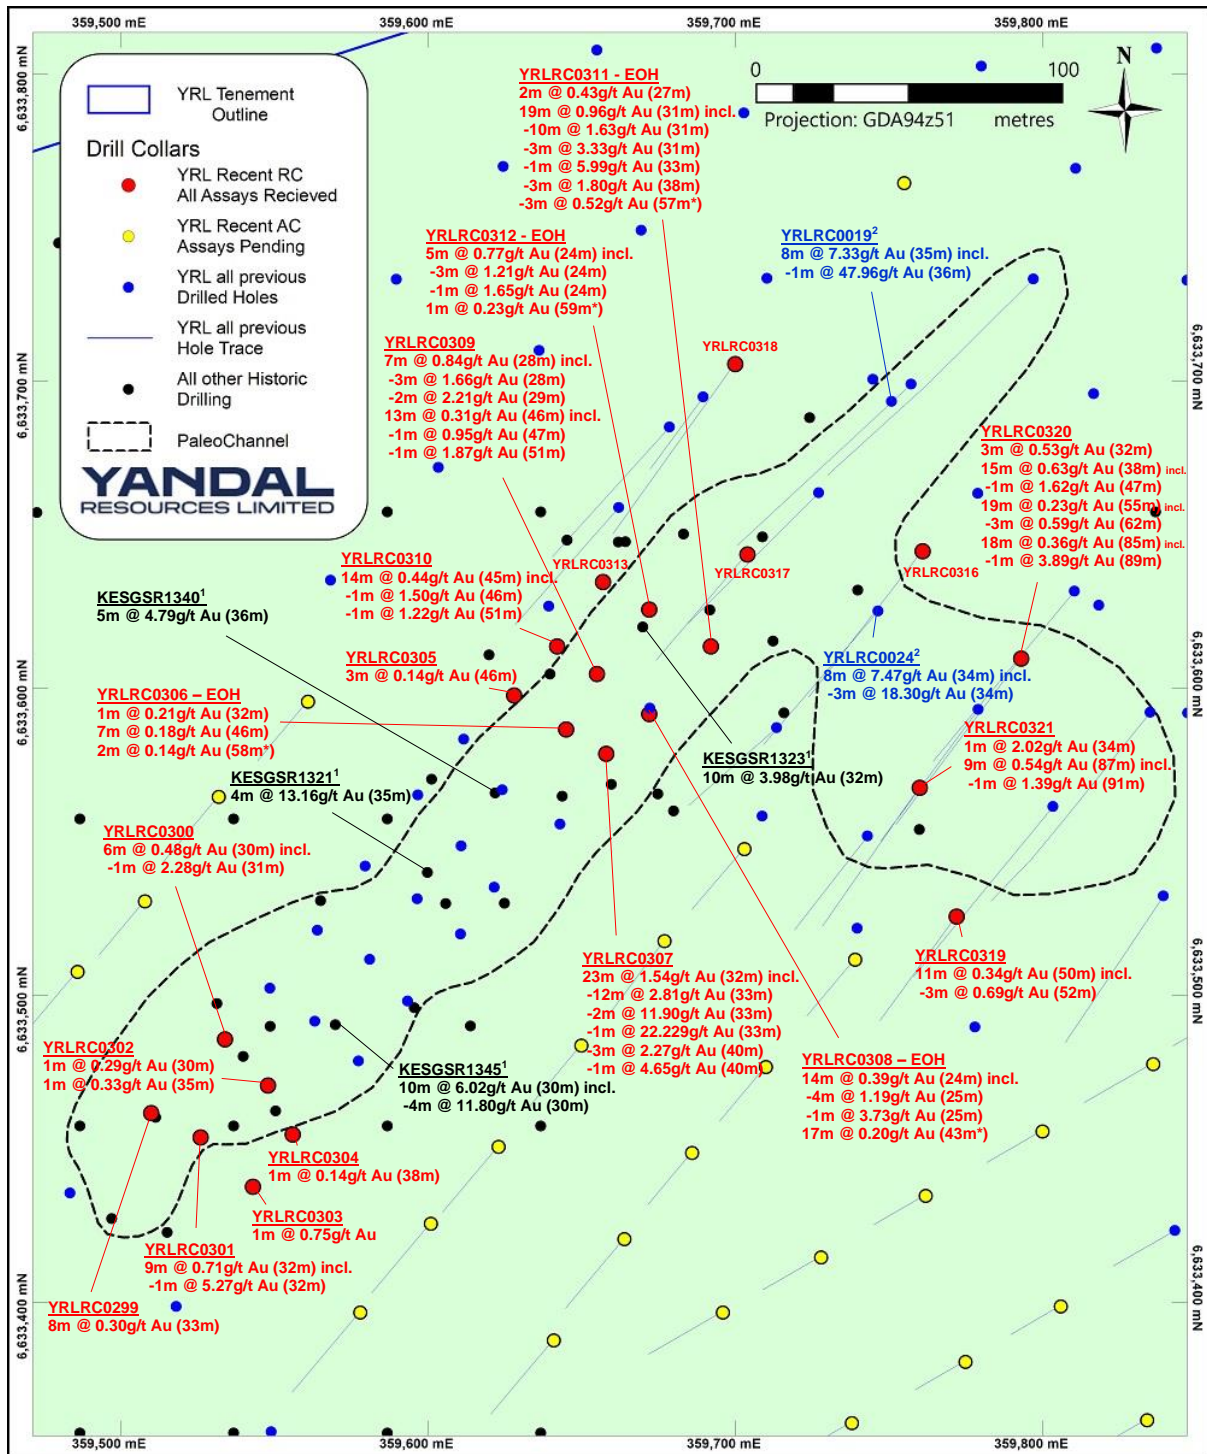 359,500 mE
359,600 mE
359,700 mE
359,800 mE
6,633,800 mN
6,633,700 mN
6,633,600 mN
6,633,500 mN
6,633,400 mN
YRL Tenement
Outline
Drill Collars
YRL Recent RC
All Assays Recieved
YRL Recent AC
Assays Pending
YRL all previous
Drilled Holes
YRL all previous
Hole Trace
All other Historic
Drilling
PaleoChannel
YANDAL
RESOURCES LIMITED
0
100
Projection: GDA94z51
metres
N
YRLRC0311 - EOH
2m @ 0.43g/t Au (27m)
19m @ 0.96g/t Au (31m) incl.
-10m @ 1.63g/t Au (31m)
-3m @ 3.33g/t Au (31m)
-1m @ 5.99g/t Au (33m)
-3m @ 1.80g/t Au (38m)
-3m @ 0.52g/t Au (57m*)
YRLRC0312 - EOH
5m @ 0.77g/t Au (24m) incl.
-3m @ 1.21g/t Au (24m)
-1m @ 1.65g/t Au (24m)
1m @ 0.23g/t Au (59m*)
YRLRC0019²
8m @ 7.33g/t Au (35m) incl.
-1m @ 47.96g/t Au (36m)
YRLRC0309
7m @ 0.84g/t Au (28m) incl.
-3m @ 1.66g/t Au (28m)
-2m @ 2.21g/t Au (29m)
13m @ 0.31g/t Au (46m) incl.
-1m @ 0.95g/t Au (47m)
-1m @ 1.87g/t Au (51m)
YRLRC0318
YRLRC0320
3m @ 0.53g/t Au (32m)
15m @ 0.63g/t Au (38m) incl.
-1m @ 1.62g/t Au (47m)
19m @ 0.23g/t Au (55m) incl.
-3m @ 0.59g/t Au (62m)
18m @ 0.36g/t Au (85m) incl.
-1m @ 3.89g/t Au (89m)
YRLRC0310
14m @ 0.44g/t Au (45m) incl.
-1m @ 1.50g/t Au (46m)
-1m @ 1.22g/t Au (51m)
YRLRC0313
YRLRC0317
YRLRC0316
KESGSR1340¹
5m @ 4.79g/t Au (36m)
YRLRC0305
3m @ 0.14g/t Au (46m)
YRLRC0306 – EOH
1m @ 0.21g/t Au (32m)
7m @ 0.18g/t Au (46m)
2m @ 0.14g/t Au (58m*)
YRLRC0024²
8m @ 7.47g/t Au (34m) incl.
-3m @ 18.30g/t Au (34m)
YRLRC0321
1m @ 2.02g/t Au (34m)
9m @ 0.54g/t Au (87m) incl.
-1m @ 1.39g/t Au (91m)
KESGSR1323¹
10m @ 3.98g/t Au (32m)
KESGSR1321¹
4m @ 13.16g/t Au (35m)
YRLRC0300
6m @ 0.48g/t Au (30m) incl.
-1m @ 2.28g/t Au (31m)
YRLRC0307
23m @ 1.54g/t Au (32m) incl.
-12m @ 2.81g/t Au (33m)
-2m @ 11.90g/t Au (33m)
-1m @ 22.229g/t Au (33m)
-3m @ 2.27g/t Au (40m)
-1m @ 4.65g/t Au (40m)
YRLRC0319
11m @ 0.34g/t Au (50m) incl.
-3m @ 0.69g/t Au (52m)
YRLRC0302
1m @ 0.29g/t Au (30m)
1m @ 0.33g/t Au (35m)
KESGSR1345¹
10m @ 6.02g/t Au (30m) incl.
-4m @ 11.80g/t Au (30m)
YRLRC0308 – EOH
14m @ 0.39g/t Au (24m) incl.
-4m @ 1.19g/t Au (25m)
-1m @ 3.73g/t Au (25m)
17m @ 0.20g/t Au (43m*)
YRLRC0304
1m @ 0.14g/t Au (38m)
YRLRC0303
1m @ 0.75g/t Au
YRLRC0301
9m @ 0.71g/t Au (32m) incl.
-1m @ 5.27g/t Au (32m)
YRLRC0299
8m @ 0.30g/t Au (33m)
6,633,700 mN
6,633,600 mN
6,633,500 mN
6,633,400 mN
359,500 mE
359,600 mE
359,700 mE
359,800 mE